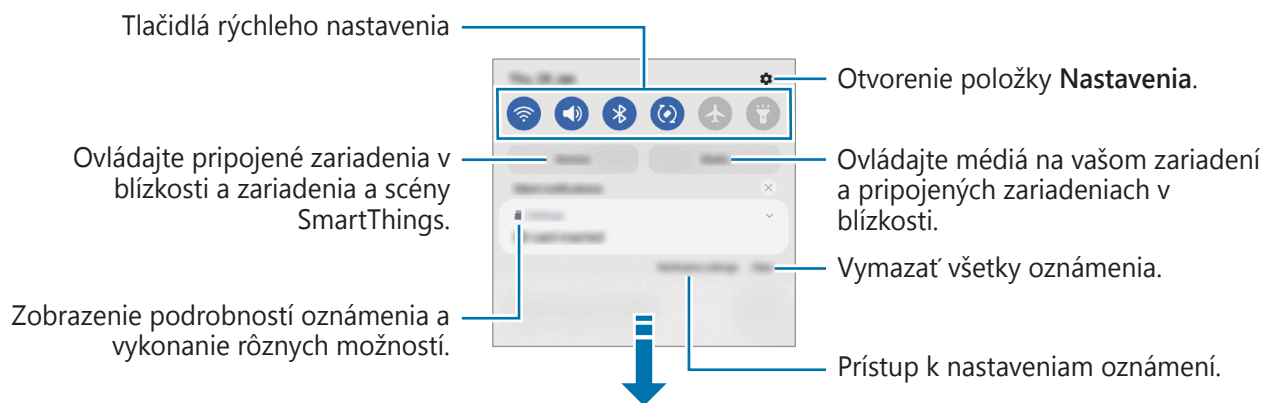 Tlačidlá rýchleho nastavenia
Otvorenie položky Nastavenia.
Ovládajte pripojené zariadenia v
blízkosti a zariadenia a scény
SmartThings.
Ovládajte médiá na vašom zariadení
a pripojených zariadeniach v
blízkosti.
Vymazať všetky oznámenia.
Zobrazenie podrobností oznámenia a
vykonanie rôznych možností.
Prístup k nastaveniam oznámení.